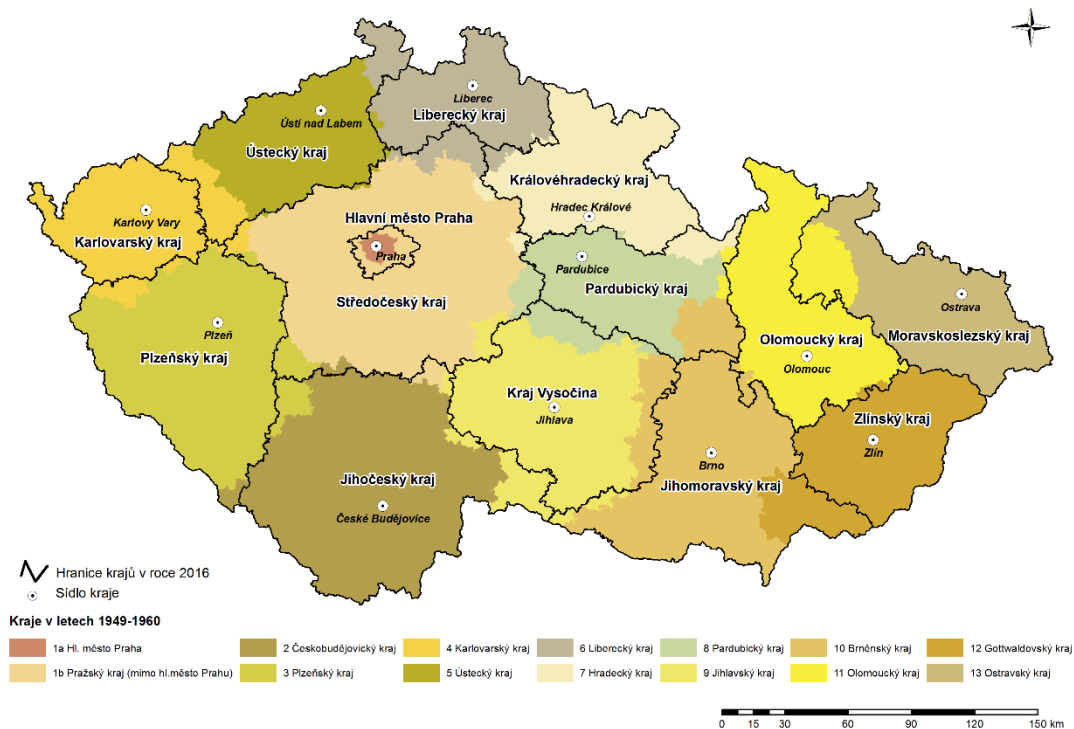 Liberec
Liberecký kraj
Ústí nad Labem
Ústecký kraj
Královéhradecký kraj
Hradec Králové
Karlovy Vary
Karlovarský kraj
Hlavní město Praha
Praha
Pardubice
Pardubický kraj
Středočeský kraj
Ostrava
Moravskoslezský kraj
Plzeň
Plzeňský kraj
Olomoucký kraj
Olomouc
Kraj Vysočina
Jihlava
Zlínský kraj
Zlín
Brno
Jihomoravský kraj
Jihočeský kraj
České Budějovice
Hranice krajů v roce 2016
Sídlo kraje
Kraje v letech 1949-1960
1a Hl. město Praha
2 Českobudějovický kraj
4 Karlovarský kraj
6 Liberecký kraj
8 Pardubický kraj
10 Brněnský kraj
12 Gottwaldovský kraj
1b Pražský kraj (mimo hl.město Prahu)
3 Plzeňský kraj
5 Ústecký kraj
7 Hradecký kraj
9 Jihlavský kraj
11 Olomoucký kraj
13 Ostravský kraj
0 15 30 60 90 120 150 km